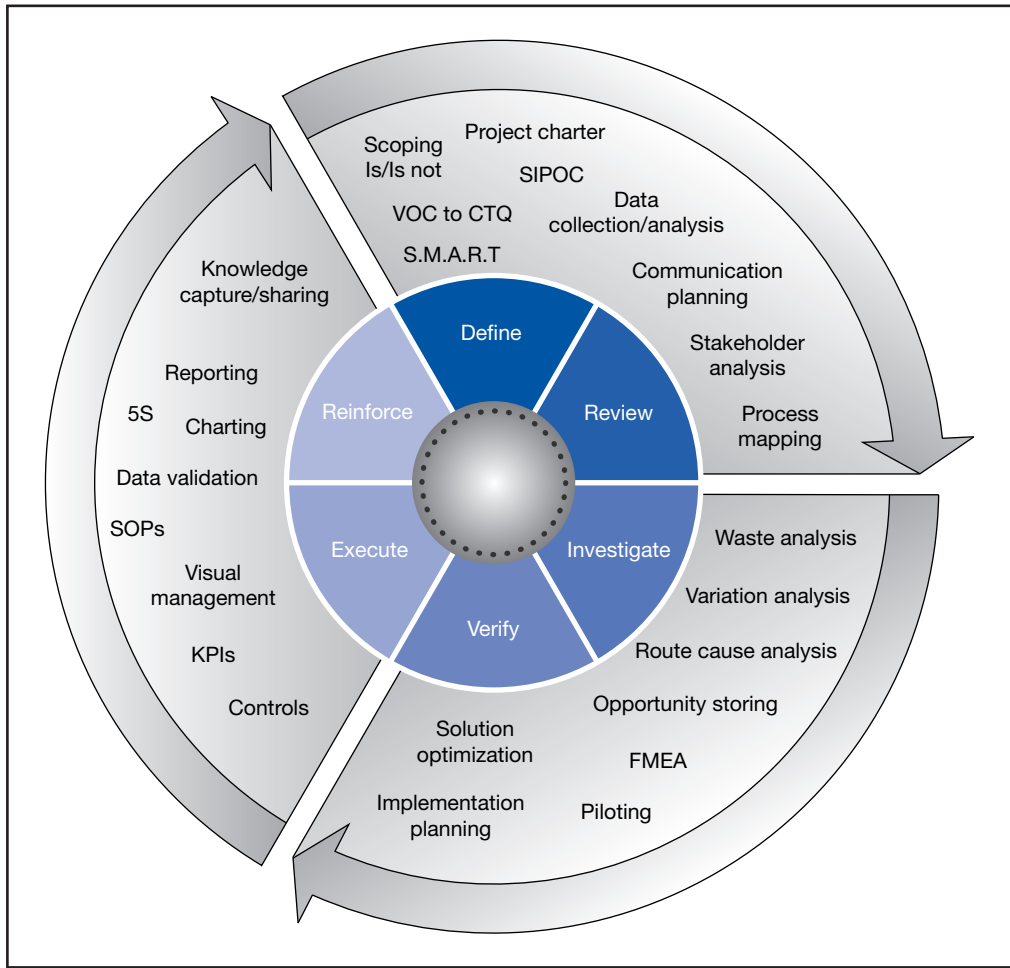 Project charter
Scoping
Is/Is not
SIPOC
VOC to CTQ
Data
collection/analysis
S.M.A.R.T
Communication
planning
Stakeholder
analysis
Process
mapping
Define
Review
Investigate
Verify
Execute
Reinforce
Waste analysis
Variation analysis
Route cause analysis
Opportunity storing
FMEA
Piloting
Solution
optimization
Implementation
planning
Knowledge
capture/sharing
Reporting
5S
Charting
Data validation
SOPs
Visual
management
KPIs
Controls